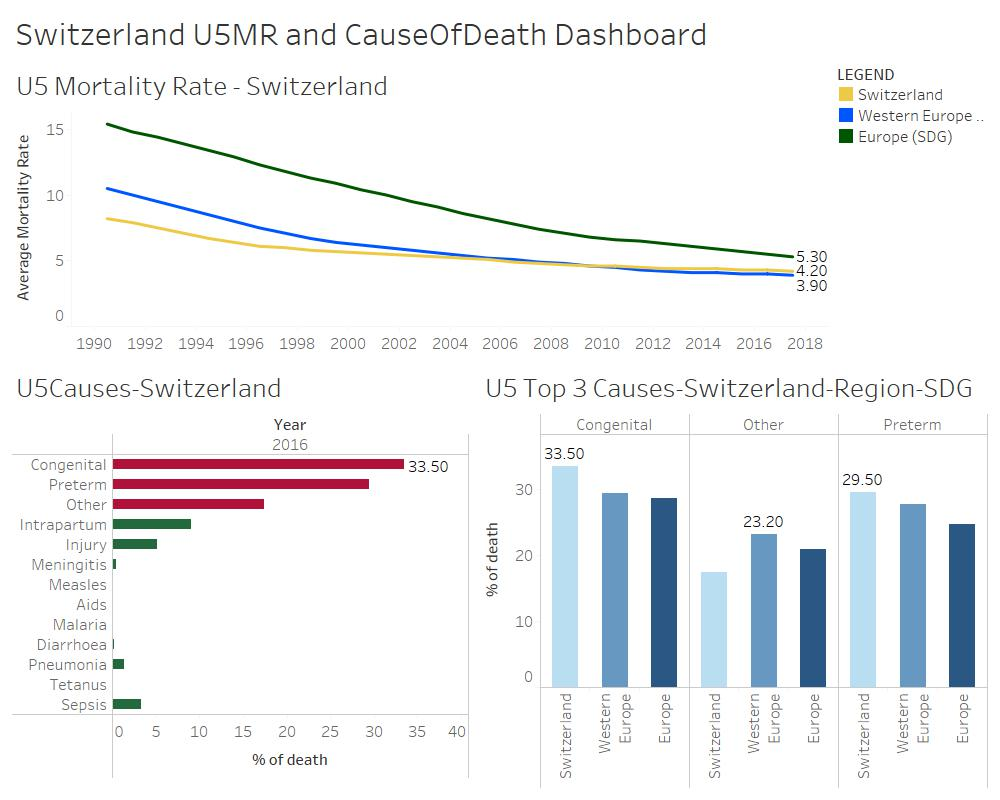 Switzerland U5MR and CauseOfDeath Dashboard
U5 Mortality Rate - Switzerland
LEGEND
Switzerland
Western Europe ..
Europe (SDG)
Average Mortality Rate
15
10
5
0
5.30
4.20
3.90
1990 1992 1994 1996 1998 2000 2002 2004 2006 2008 2010 2012 2014 2016 2018
U5Causes-Switzerland
Year
2016
Congenital 33.50
Preterm
Other
Intrapartum
Injury
Meningitis
Measles
Aids
Malaria
Diarrhoea
Pneumonia
Tetanus
Sepsis
0 5 10 15 20 25 30 35 40
% of death
U5 Top 3 Causes-Switzerland-Region-SDG
Congenital Other Preterm
33.50
23.20
29.50
% of death
30
20
10
0
Switzerland
Western
Europe
Europe
Switzerland
Western
Europe
Europe
Switzerland
Western
Europe
Europe